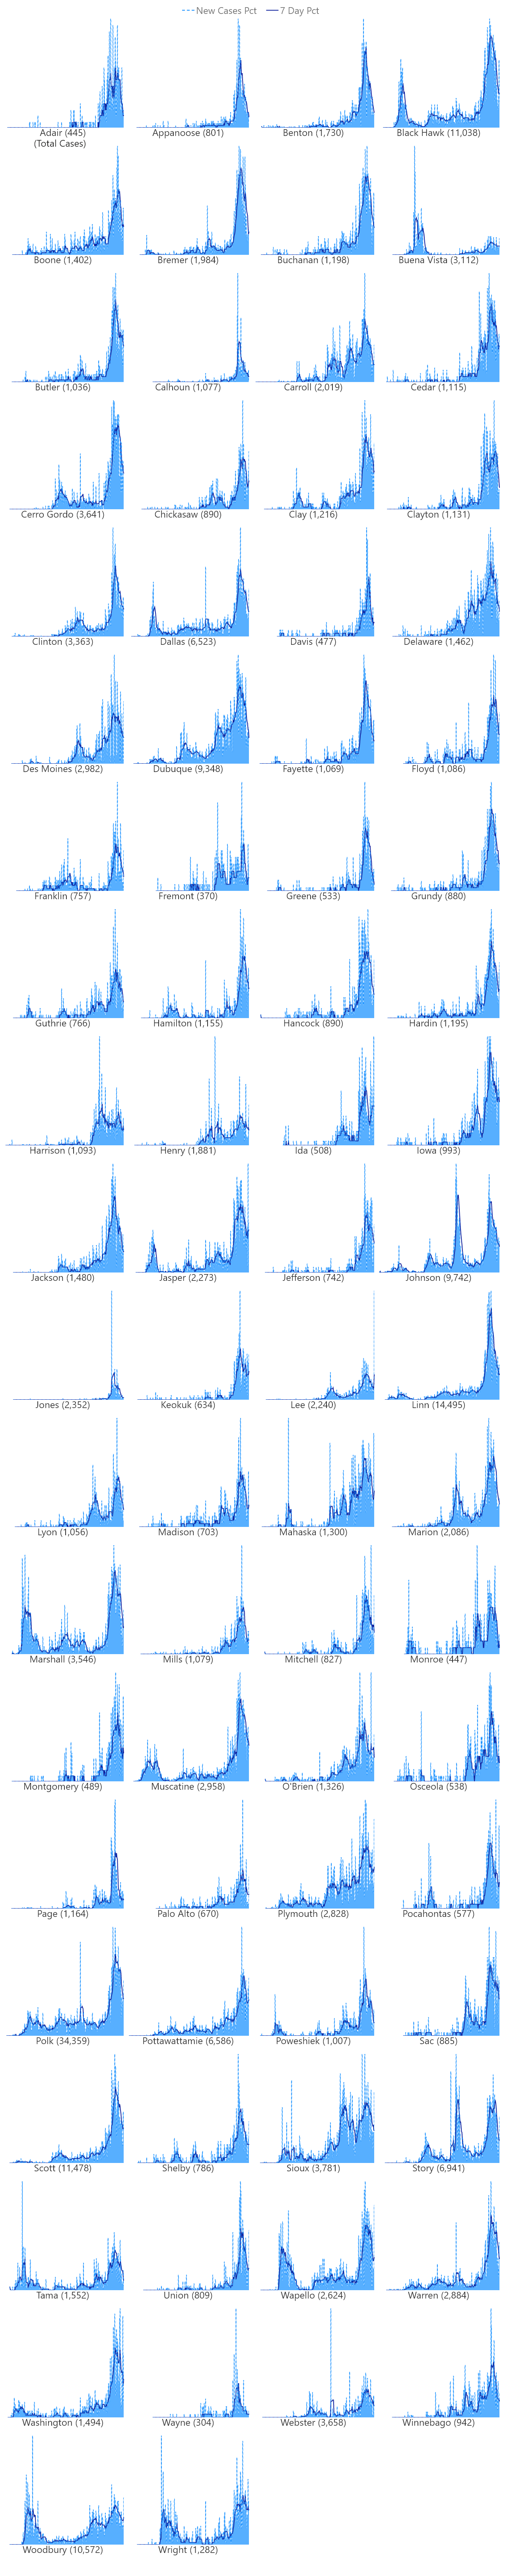 New Cases Pct 7 Day Pct
Adair (445) Appanoose (801) Benton (1,730) Black Hawk (11,038)
(Total Cases)
Boone (1,402) Bremer (1,984) Buchanan (1,198) Buena Vista (3,112)
Butler (1,036) Calhoun (1,077) Carroll (2,019) Cedar (1,115)
Cerro Gordo (3,641) Chickasaw (890) Clay (1,216) Clayton (1,131)
Clinton (3,363) Dallas (6,523) Davis (477) Delaware (1,462)
Des Moines (2,982) Dubuque (9,348) Fayette (1,069) Floyd (1,086)
Franklin (757) Fremont (370) Greene (533) Grundy (880)
Guthrie (766) Hamilton (1,155) Hancock (890) Hardin (1,195)
Harrison (1,093) Henry (1,881) Ida (508) Iowa (993)
Jackson (1,480) Jasper (2,273) Jefferson (742) Johnson (9,742)
Jones (2,352) Keokuk (634) Lee (2,240) Linn (14,495)
Lyon (1,056) Madison (703) Mahaska (1,300) Marion (2,086)
Marshall (3,546) Mills (1,079) Mitchell (827) Monroe (447)
Montgomery (489) Muscatine (2,958) O'Brien (1,326) Osceola (538)
Page (1,164) Palo Alto (670) Plymouth (2,828) Pocahontas (577)
Polk (34,359) Pottawattamie (6,586) Poweshiek (1,007) Sac (885)
Scott (11,478) Shelby (786) Sioux (3,781) Story (6,941)
Tama (1,552) Union (809) Wapello (2,624) Warren (2,884)
Washington (1,494) Wayne (304) Webster (3,658) Winnebago (942)
Woodbury (10,572) Wright (1,282)